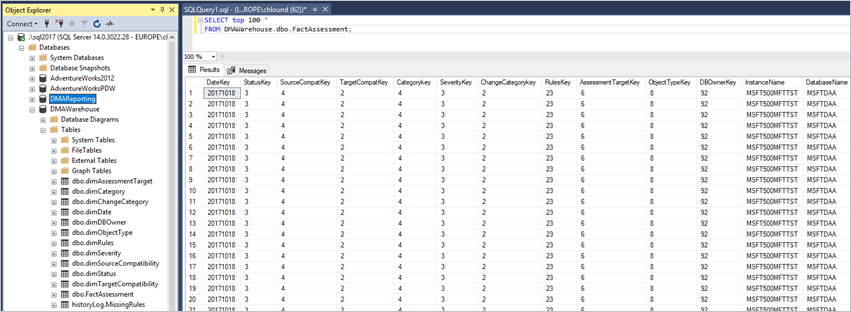 Object Explorer
Connect
.\sql2017 (SQL Server 14.0.3022.28 - EUROPE\chlound
Databases
System Databases
Database Snapshots
AdventureWorks2012
AdventureWorksPDW
DMAReporting
DMAWarehouse
Database Diagrams
Tables
System Tables
FileTables
External Tables
Graph Tables
dbo.dimAssessmentTarget
dbo.dimCategory
dbo.dimChangeCategory
dbo.dimDate
dbo.dimDBOwner
dbo.dimObjectType
dbo.dimRules
dbo.dimSeverity
dbo.dimSourceCompatibility
dbo.dimStatus
dbo.dimTargetCompatibility
dbo.FactAssessment
historyLog.MissingRules
SQLQuery1.sql - (l...ROPE\chlound (62))*
SELECT top 100 *
FROM DMAWarehouse.dbo.FactAssessment;
100 %
Results Messages
DateKey StatusKey SourceCompatKey TargetCompatKey Categorykey SeverityKey ChangeCategorykey RulesKey AssessmentTargetKey ObjectTypeKey DBOwnerKey InstanceName DatabaseName
1 20171018 3 4 2 4 3 2 23 6 8 92 MSFT500MFTTST MSFTDAA
2 20171018 3 4 2 4 3 2 23 6 8 92 MSFT500MFTTST MSFTDAA
3 20171018 3 4 2 4 3 2 23 6 8 92 MSFT500MFTTST MSFTDAA
4 20171018 3 4 2 4 3 2 23 6 8 92 MSFT500MFTTST MSFTDAA
5 20171018 3 4 2 4 3 2 23 6 8 92 MSFT500MFTTST MSFTDAA
6 20171018 3 4 2 4 3 2 23 6 8 92 MSFT500MFTTST MSFTDAA
7 20171018 3 4 2 4 3 2 23 6 8 92 MSFT500MFTTST MSFTDAA
8 20171018 3 4 2 4 3 2 23 6 8 92 MSFT500MFTTST MSFTDAA
9 20171018 3 4 2 4 3 2 23 6 8 92 MSFT500MFTTST MSFTDAA
10 20171018 3 4 2 4 3 2 23 6 8 92 MSFT500MFTTST MSFTDAA
11 20171018 3 4 2 4 3 2 23 6 8 92 MSFT500MFTTST MSFTDAA
12 20171018 3 4 2 4 3 2 23 6 8 92 MSFT500MFTTST MSFTDAA
13 20171018 3 4 2 4 3 2 23 6 8 92 MSFT500MFTTST MSFTDAA
14 20171018 3 4 2 4 3 2 23 6 8 92 MSFT500MFTTST MSFTDAA
15 20171018 3 4 2 4 3 2 23 6 8 92 MSFT500MFTTST MSFTDAA
16 20171018 3 4 2 4 3 2 23 6 8 92 MSFT500MFTTST MSFTDAA
17 20171018 3 4 2 4 3 2 23 6 8 92 MSFT500MFTTST MSFTDAA
18 20171018 3 4 2 4 3 2 23 6 8 92 MSFT500MFTTST MSFTDAA
19 20171018 3 4 2 4 3 2 23 6 8 92 MSFT500MFTTST MSFTDAA
20 20171018 3 4 2 4 3 2 23 6 8 92 MSFT500MFTTST MSFTDAA
21 20171018 3 4 2 4 3 2 23 6 8 92 MSFT500MFTTST MSFTDAA